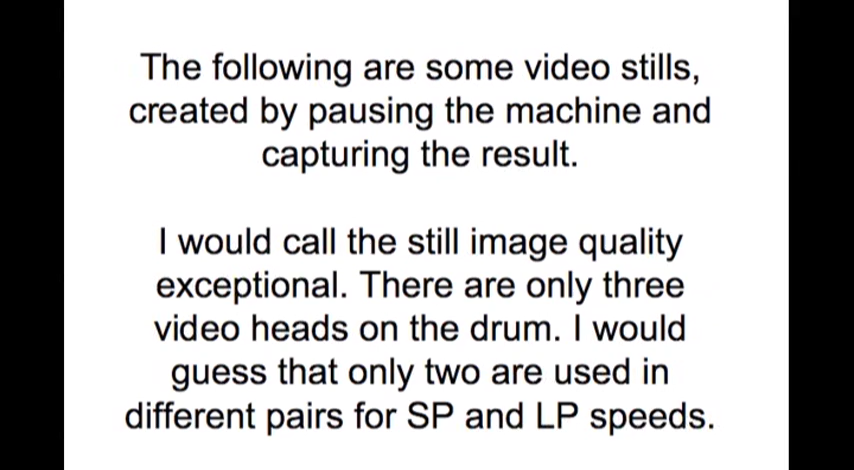 The following are some video stills,
created by pausing the machine and
capturing the result.
I would call the still image quality
exceptional. There are only three
video heads on the drum. I would
guess that only two are used in
different pairs for SP and LP speeds.